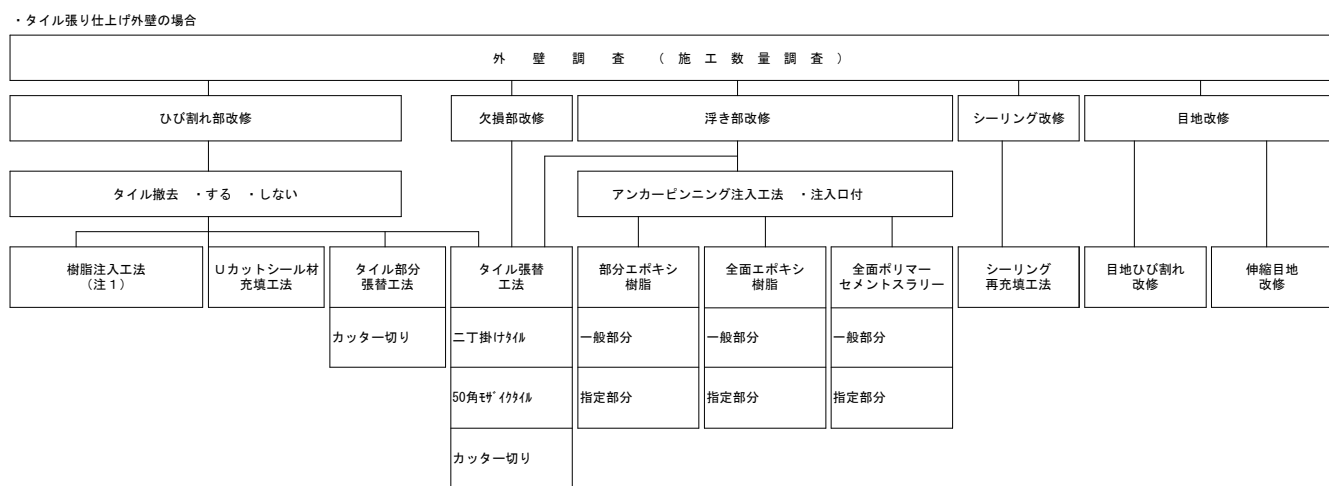 ・タイル張り仕上げ外壁の場合
外壁調査（施工数量調査）
ひび割れ部改修
欠損部改修
浮き部改修
シーリング改修
目地改修
タイル撤去　・する　・しない
アンカーピンニング注入工法　・注入口付
樹脂注入工法
（注１）
Ｕカットシール材
充填工法
タイル部分
張替工法
タイル張替
工法
部分エポキシ
樹脂
全面エポキシ
樹脂
全面ポリマー
セメントスラリー
シーリング
再充填工法
目地ひび割れ
改修
伸縮目地
改修
カッター切り
二丁掛けﾀｲﾙ
一般部分
一般部分
一般部分
50角ﾓｻﾞｲｸﾀｲﾙ
指定部分
指定部分
指定部分
カッター切り